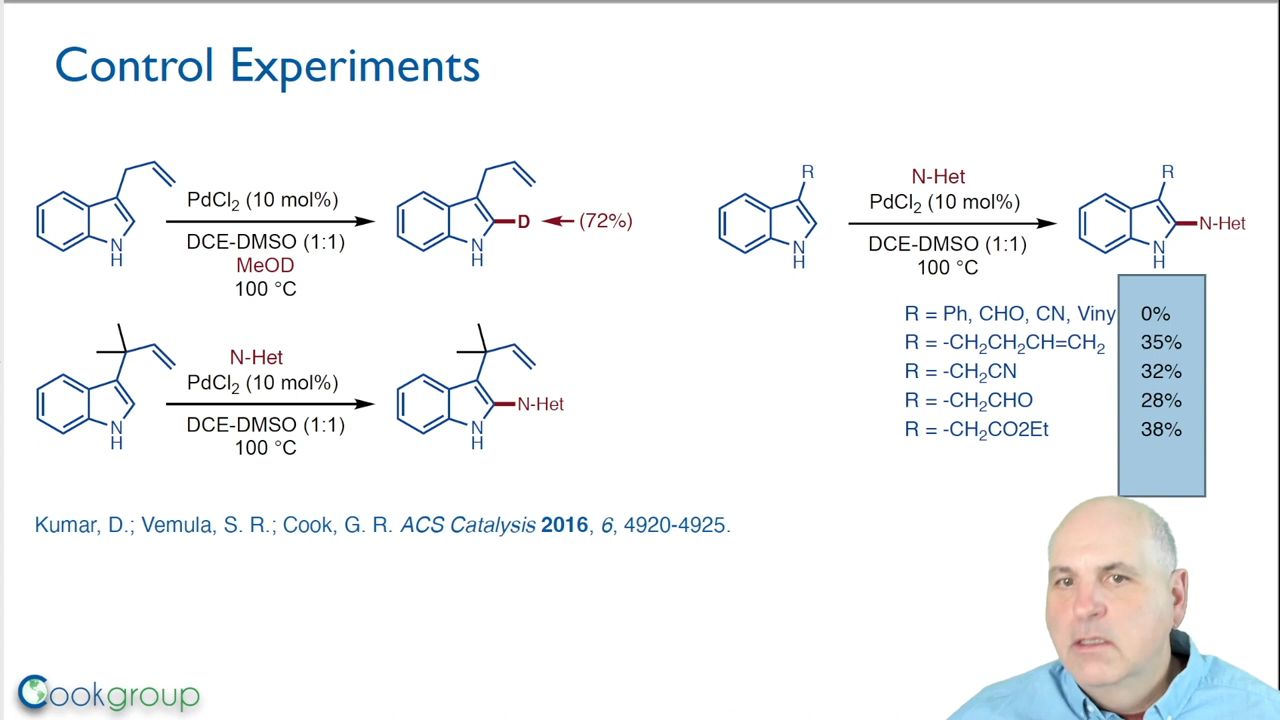 Control Experiments
PdCl2 (10 mol%)
DCE-DMSO (1:1)
MeOD
100 °C
N
H
N
H
D
(72%)
N-Het
PdCl2 (10 mol%)
DCE-DMSO (1:1)
100 °C
N
H
N
H
N-Het
R
N
H
N-Het
PdCl2 (10 mol%)
DCE-DMSO (1:1)
100 °C
R
N
H
N-Het
R = Ph, CHO, CN, Viny 0%
R = -CH2CH2CH=CH2 35%
R = -CH2CN 32%
R = -CH2CHO 28%
R = -CH2CO2Et 38%
Kumar, D.; Vemula, S. R.; Cook, G. R. ACS Catalysis 2016, 6, 4920-4925.
Cookgroup